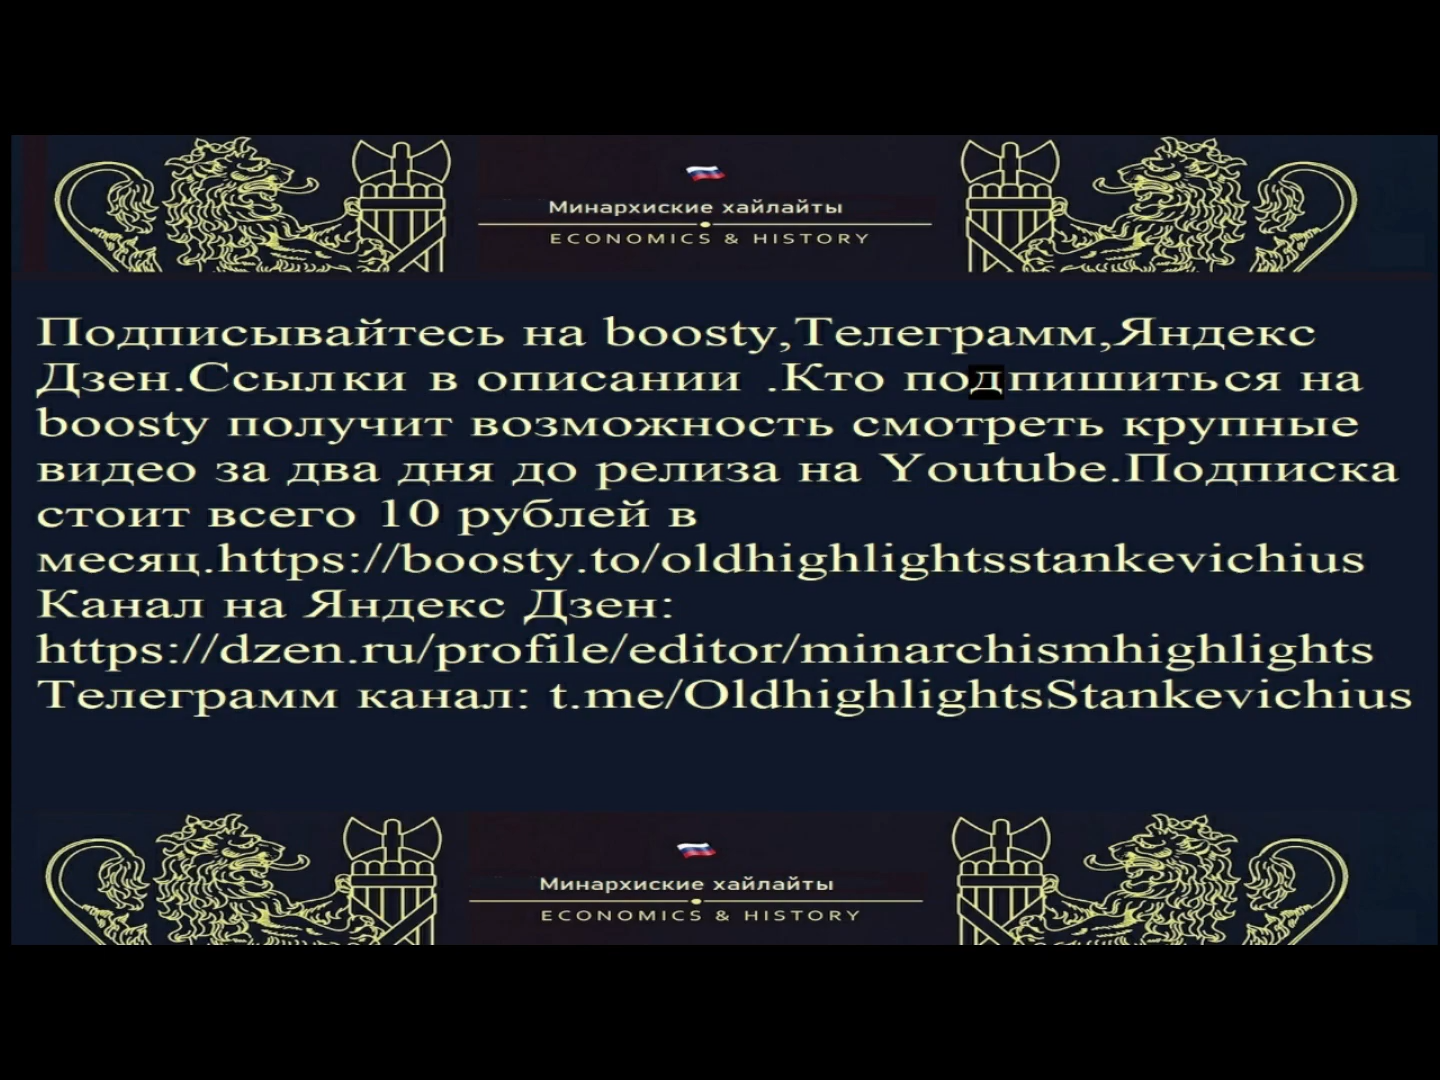 Минархиские хайлайты
ECONOMICS & HISTORY
Подписывайтесь на boosty,Телеграмм,Яндекс
Дзен.Ссылки в описании .Кто подпишиться на
boosty получит возможность смотреть крупные
видео за два дня до релиза на Youtube.Подписка
стоит всего 10 рублей в
месяц.https://boosty.to/oldhighlightsstankevichius
Канал на Яндекс Дзен:
https://dzen.ru/profile/editor/minarchismhighlights
Телеграмм канал: t.me/OldhighlightsStankevichius
Минархиские хайлайты
ECONOMICS & HISTORY